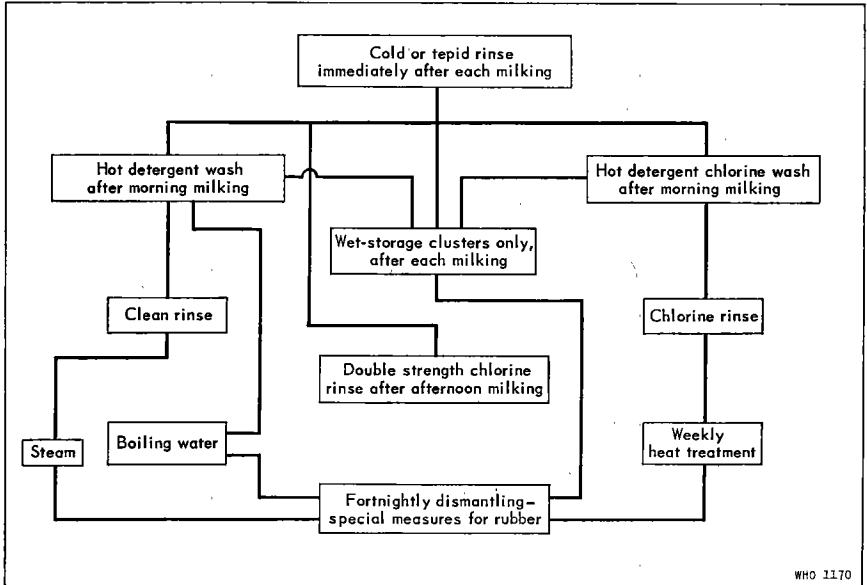 Cold or tepid rinse
immediately after each milking
Hot detergent wash
after morning milking
Hot detergent chlorine wash
after morning milking
Wet-storage clusters only,
after each milking
Clean rinse
Chlorine rinse
Double strength chlorine
rinse after afternoon milking
Steam
Boiling water
Weekly
heat treatment
Fortnightly dismantling–
special measures for rubber
WHO 1170